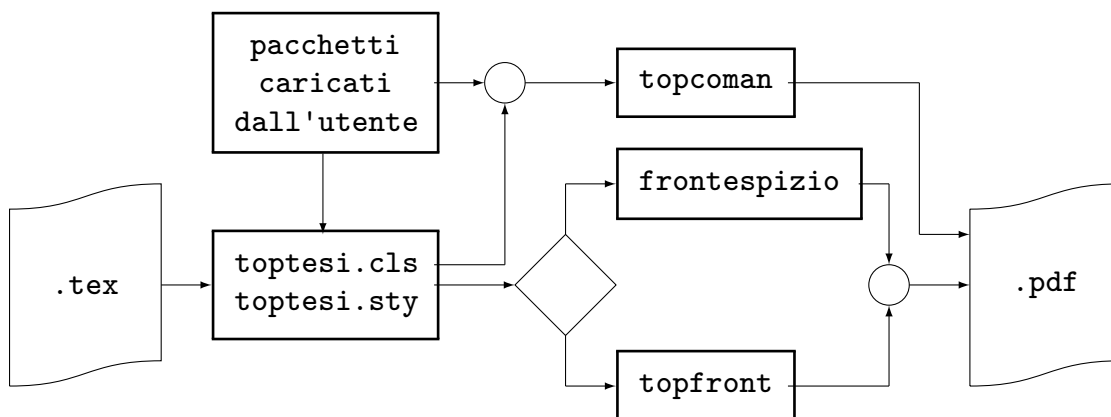 pacchetti
caricati
dall'utente
topcoman
frontespizio
.tex
toptesi.cls
toptesi.sty
.pdf
topfront